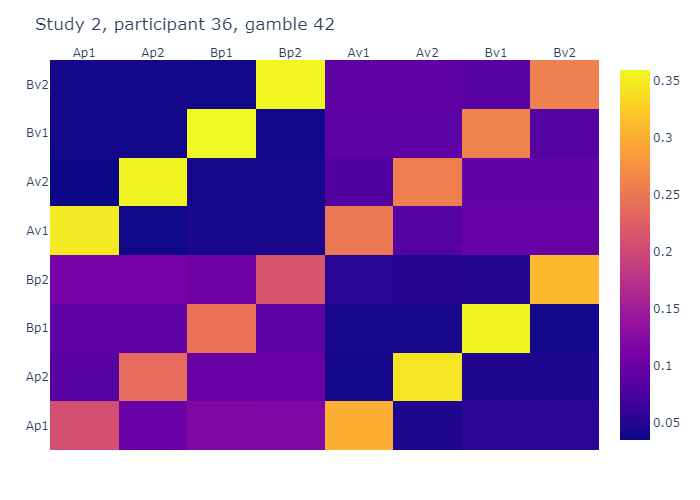 Study 2, participant 36, gamble 42
Ap1 Ap2 Bp1 Bp2 Av1 Av2 Bv1 Bv2
Bv2
Bv1
Av2
Av1
Bp2
Bp1
Ap2
Ap1
0.35
0.3
0.25
0.2
0.15
0.1
0.05